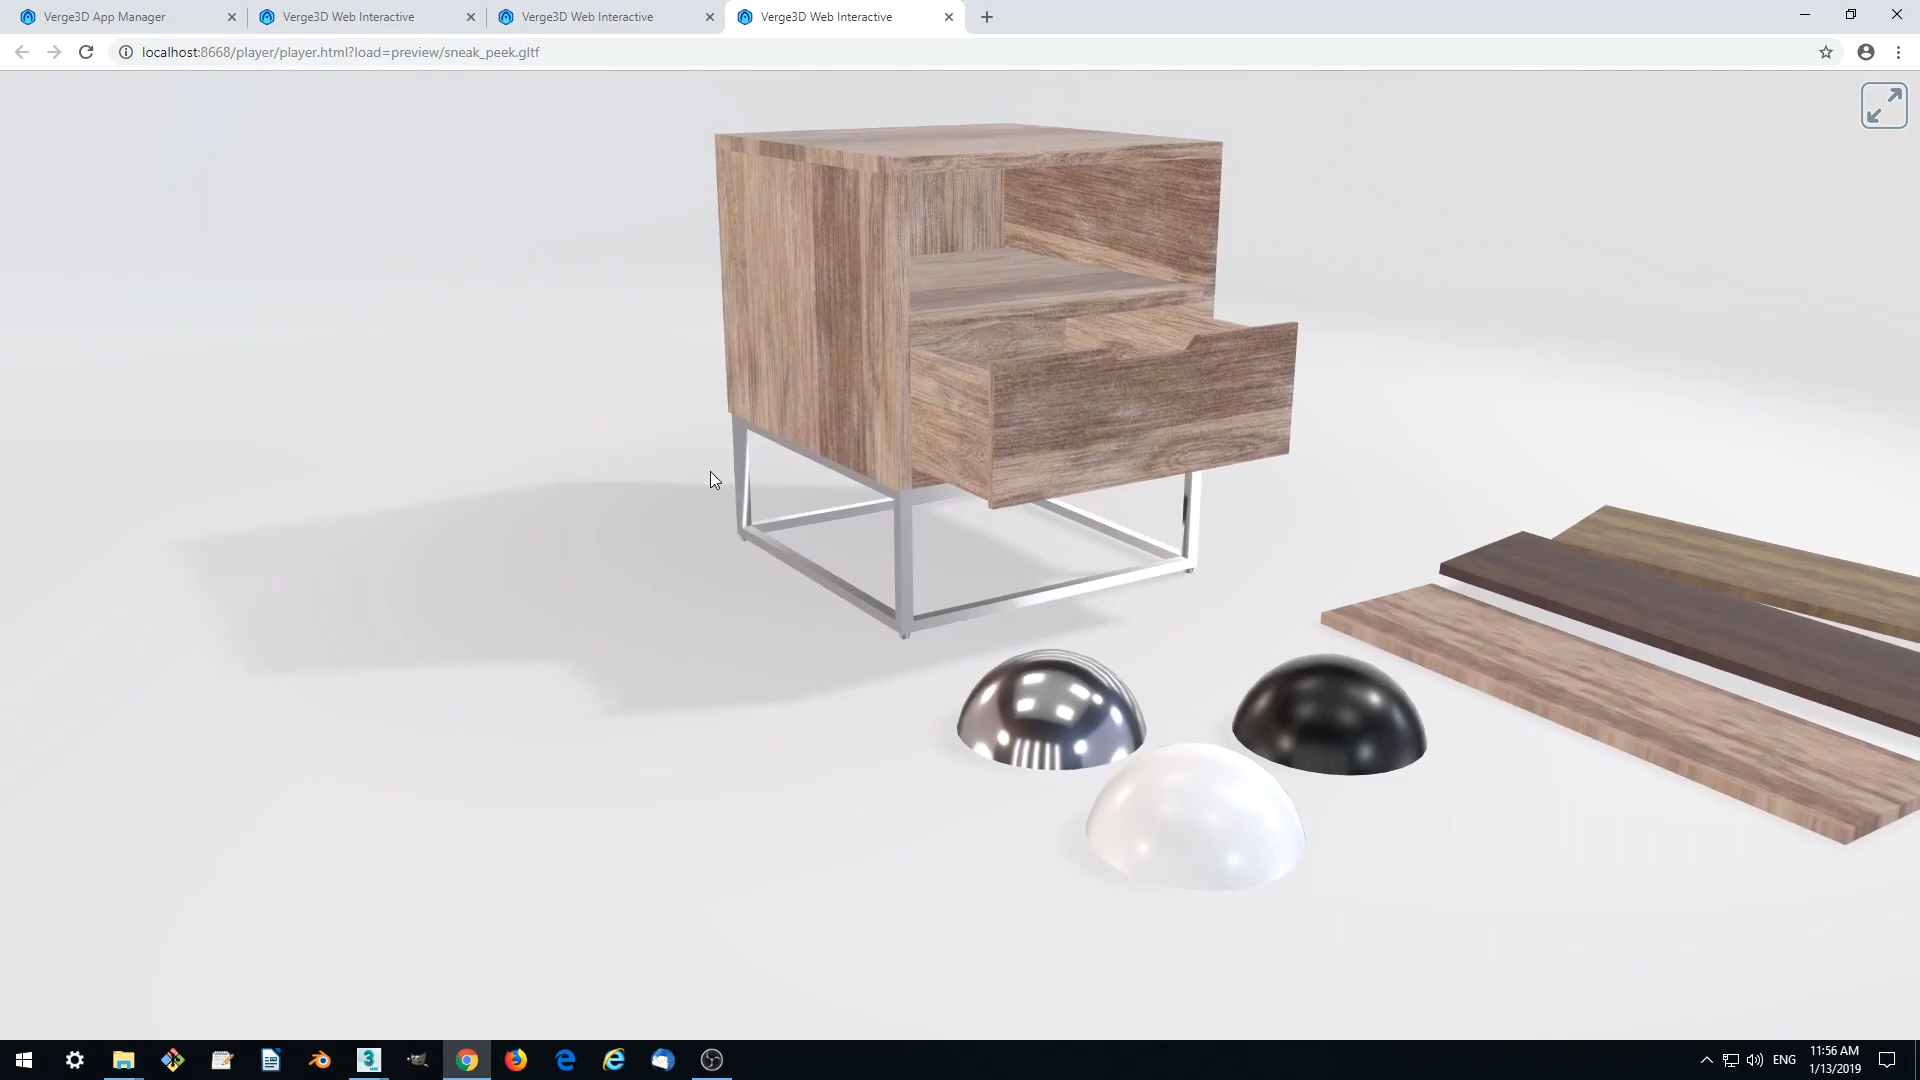 Verge3D App Manager
Verge3D Web Interactive
Verge3D Web Interactive
Verge3D Web Interactive
localhost:8668/player/player.html?load=preview/sneak_peek.gltf
3
ENG
11:56 AM
1/13/2019